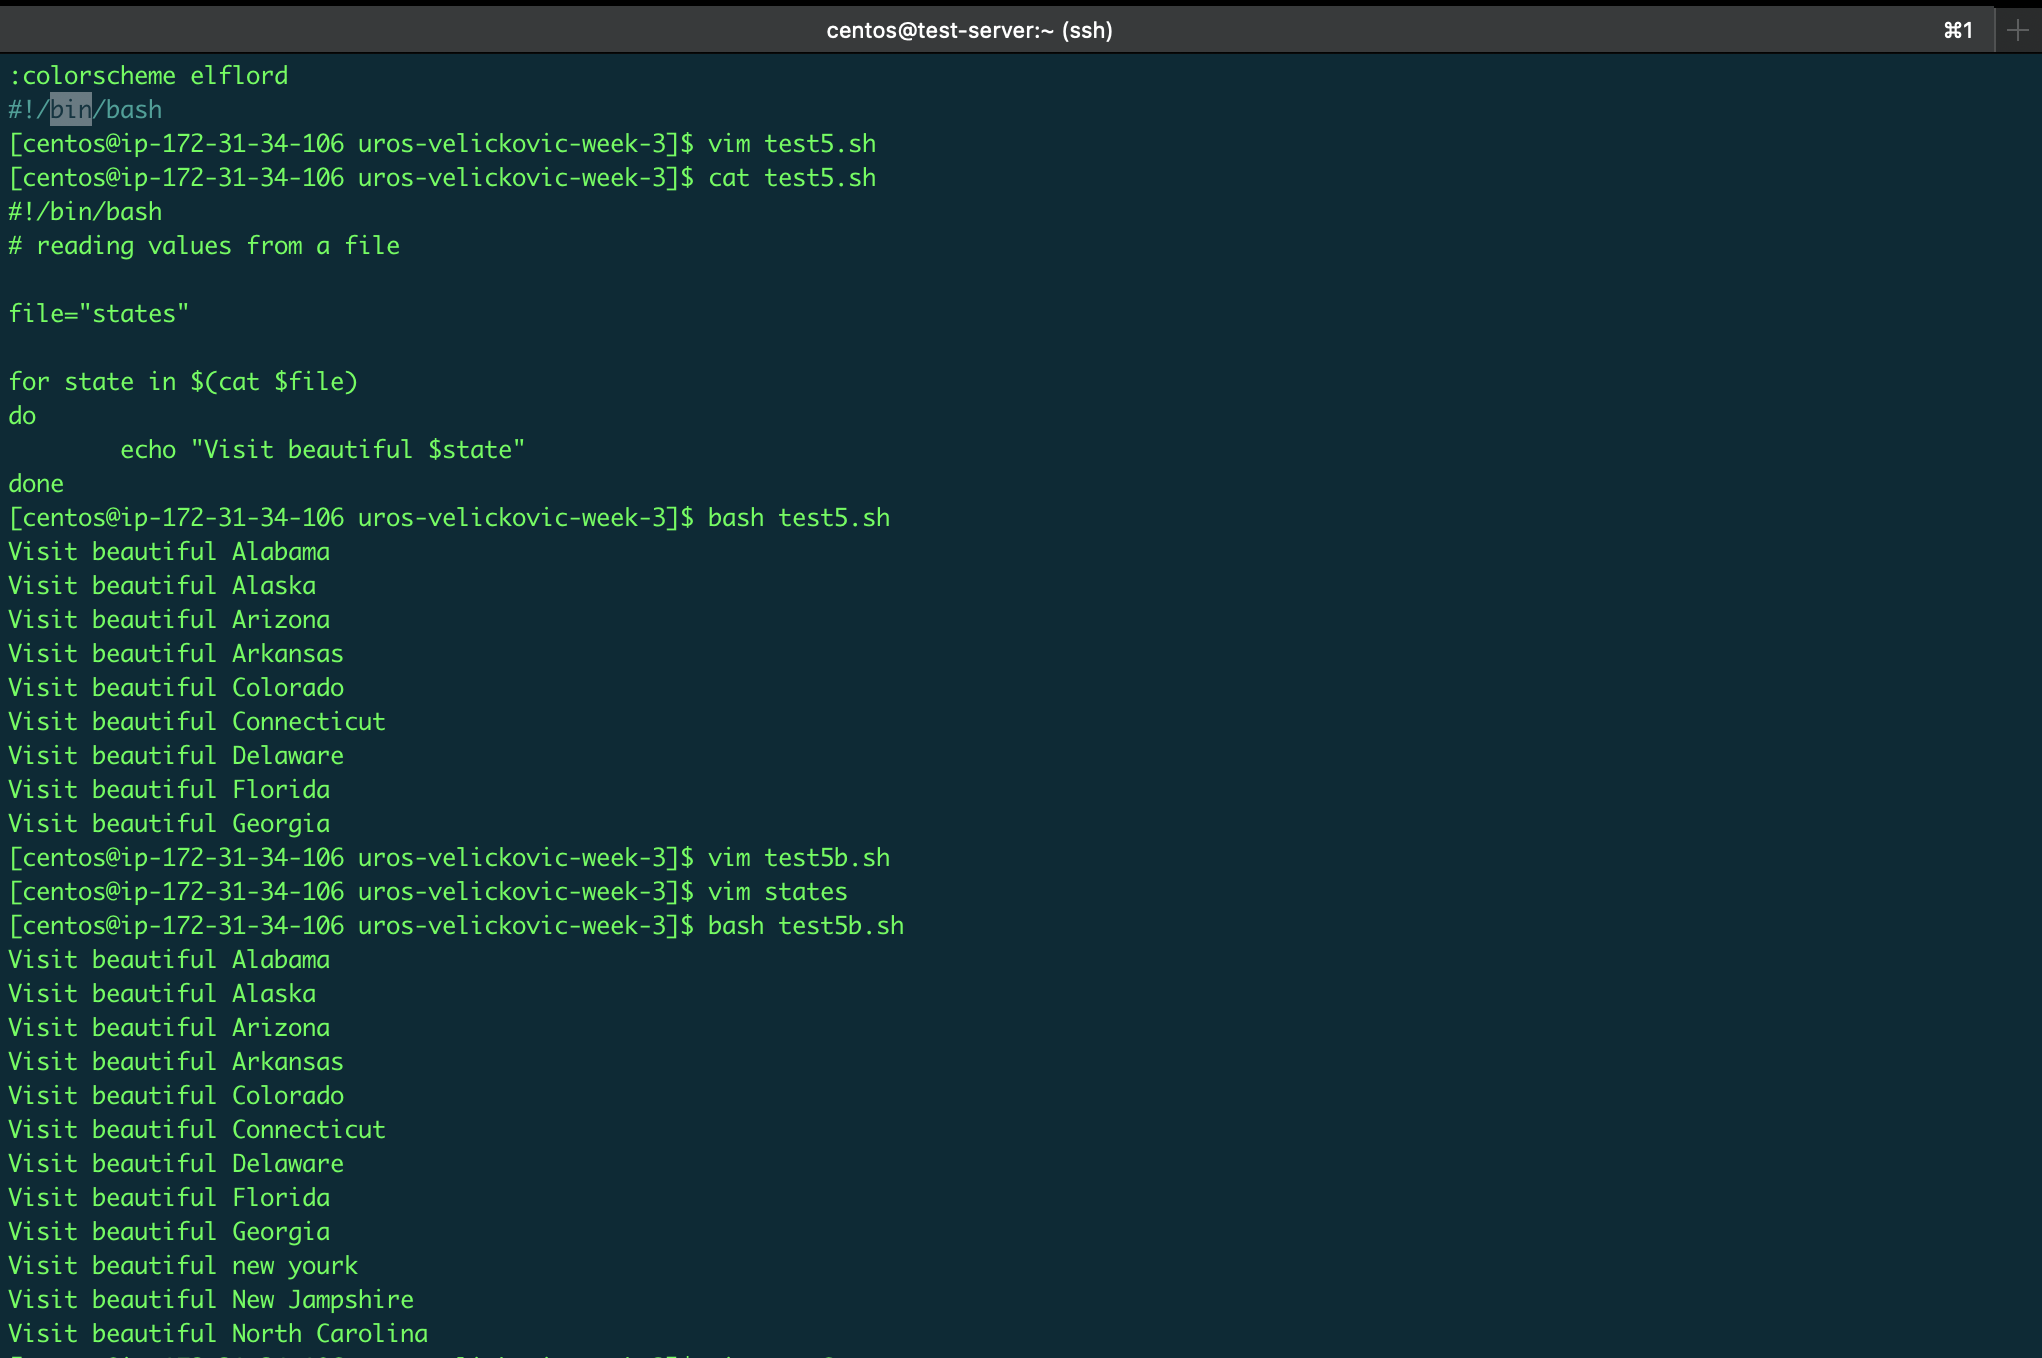 centos@test-server:~ (ssh) ⌘1
:colorscheme elflord
#!/bin/bash
[centos@ip-172-31-34-106 uros-velickovic-week-3]$ vim test5.sh
[centos@ip-172-31-34-106 uros-velickovic-week-3]$ cat test5.sh
#!/bin/bash
# reading values from a file

file="states"

for state in $(cat $file)
do
        echo "Visit beautiful $state"
done
[centos@ip-172-31-34-106 uros-velickovic-week-3]$ bash test5.sh
Visit beautiful Alabama
Visit beautiful Alaska
Visit beautiful Arizona
Visit beautiful Arkansas
Visit beautiful Colorado
Visit beautiful Connecticut
Visit beautiful Delaware
Visit beautiful Florida
Visit beautiful Georgia
[centos@ip-172-31-34-106 uros-velickovic-week-3]$ vim test5b.sh
[centos@ip-172-31-34-106 uros-velickovic-week-3]$ vim states
[centos@ip-172-31-34-106 uros-velickovic-week-3]$ bash test5b.sh
Visit beautiful Alabama
Visit beautiful Alaska
Visit beautiful Arizona
Visit beautiful Arkansas
Visit beautiful Colorado
Visit beautiful Connecticut
Visit beautiful Delaware
Visit beautiful Florida
Visit beautiful Georgia
Visit beautiful new yourk
Visit beautiful New Jampshire
Visit beautiful North Carolina